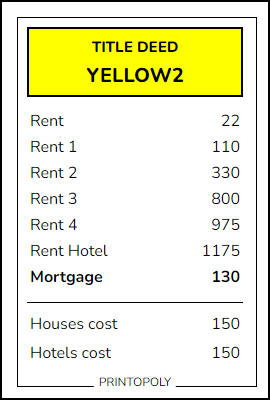 TITLE DEED
YELLOW2
Rent 22
Rent 1 110
Rent 2 330
Rent 3 800
Rent 4 975
Rent Hotel 1175
Mortgage 130
Houses cost 150
Hotels cost 150
PRINTOPOLY